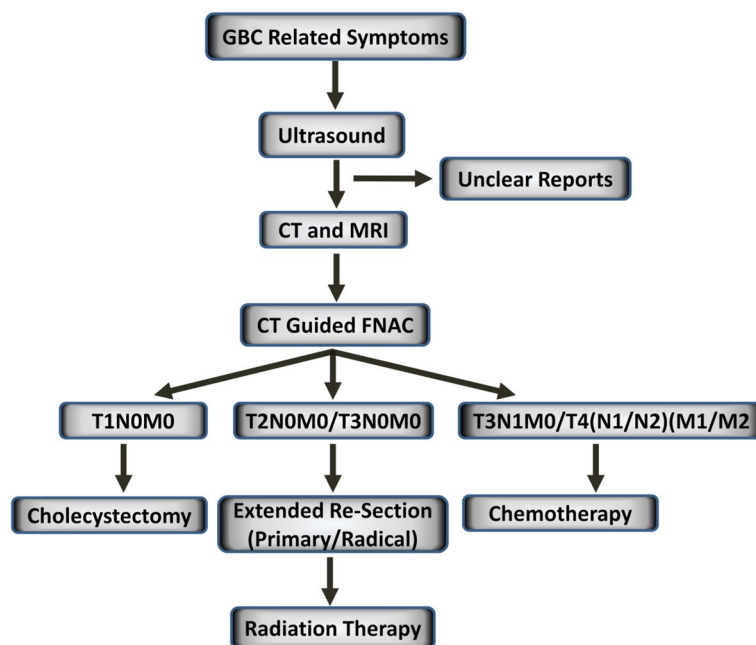 GBC Related Symptoms
Ultrasound
Unclear Reports
CT and MRI
CT Guided FNAC
T1N0M0
T2N0M0/T3N0M0
T3N1M0/T4(N1/N2)(M1/M2
Cholecystectomy
Extended Re-Section
(Primary/Radical)
Chemotherapy
Radiation Therapy